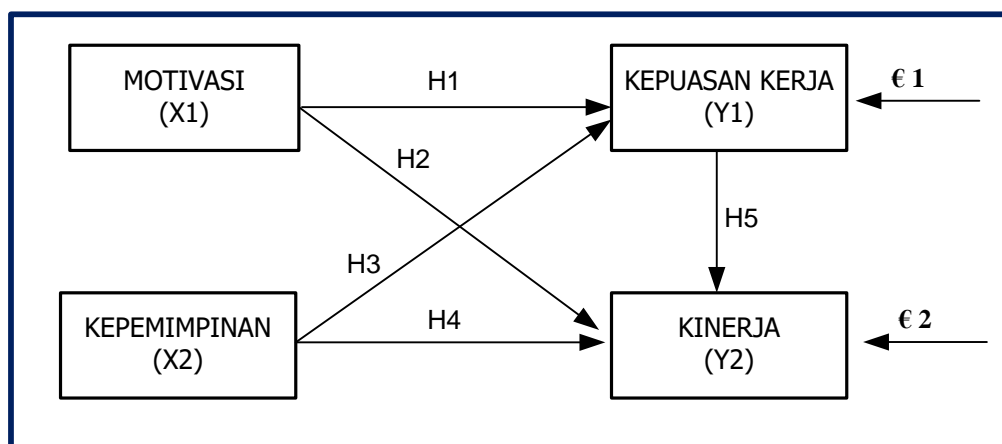 MOTIVASI
(X1)
H1
KEPUASAN KERJA
(Y1)
€ 1
H2
H3
H5
KEPEMIMPINAN
(X2)
H4
KINERJA
(Y2)
€ 2